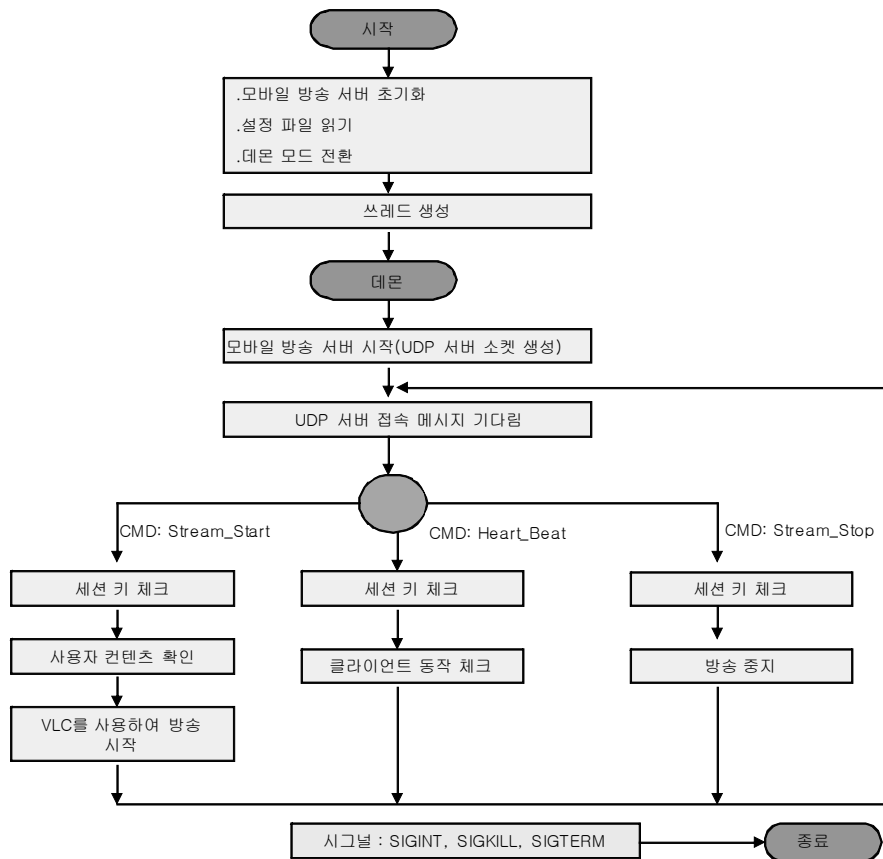 시작
.모바일 방송 서버 초기화
.설정 파일 읽기
.데몬 모드 전환
쓰레드 생성
데몬
모바일 방송 서버 시작(UDP 서버 소켓 생성)
UDP 서버 접속 메시지 기다림
CMD: Stream_Start
CMD: Heart_Beat
CMD: Stream_Stop
세션 키 체크
세션 키 체크
세션 키 체크
사용자 컨텐츠 확인
클라이언트 동작 체크
방송 중지
VLC를 사용하여 방송
시작
시그널 : SIGINT, SIGKILL, SIGTERM
종료